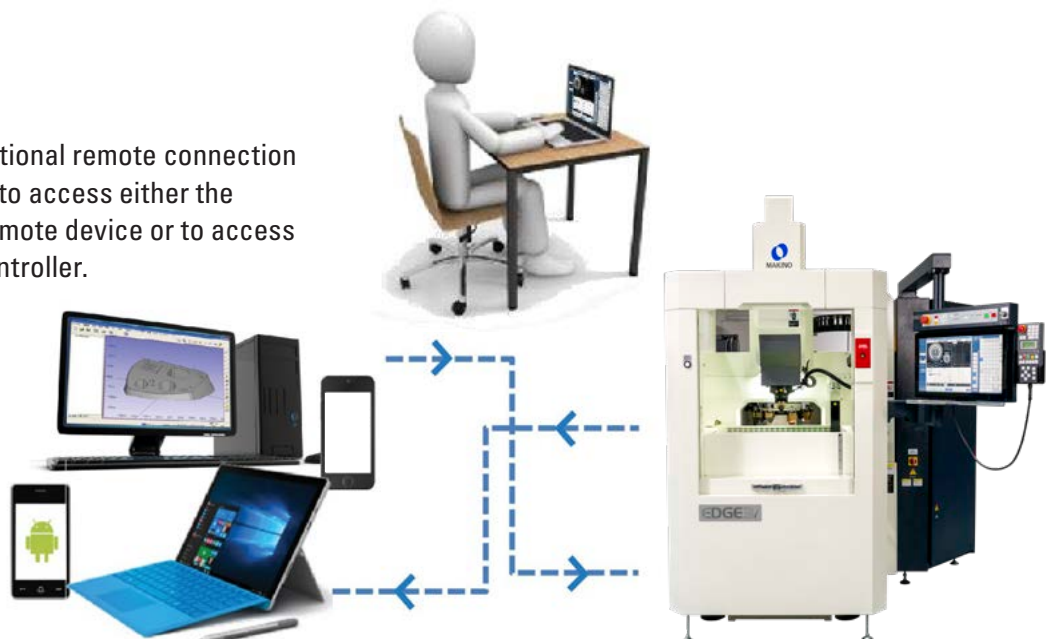 tional remote connection
to access either the
mote device or to access
ntroller.
MAKINO
EDGE